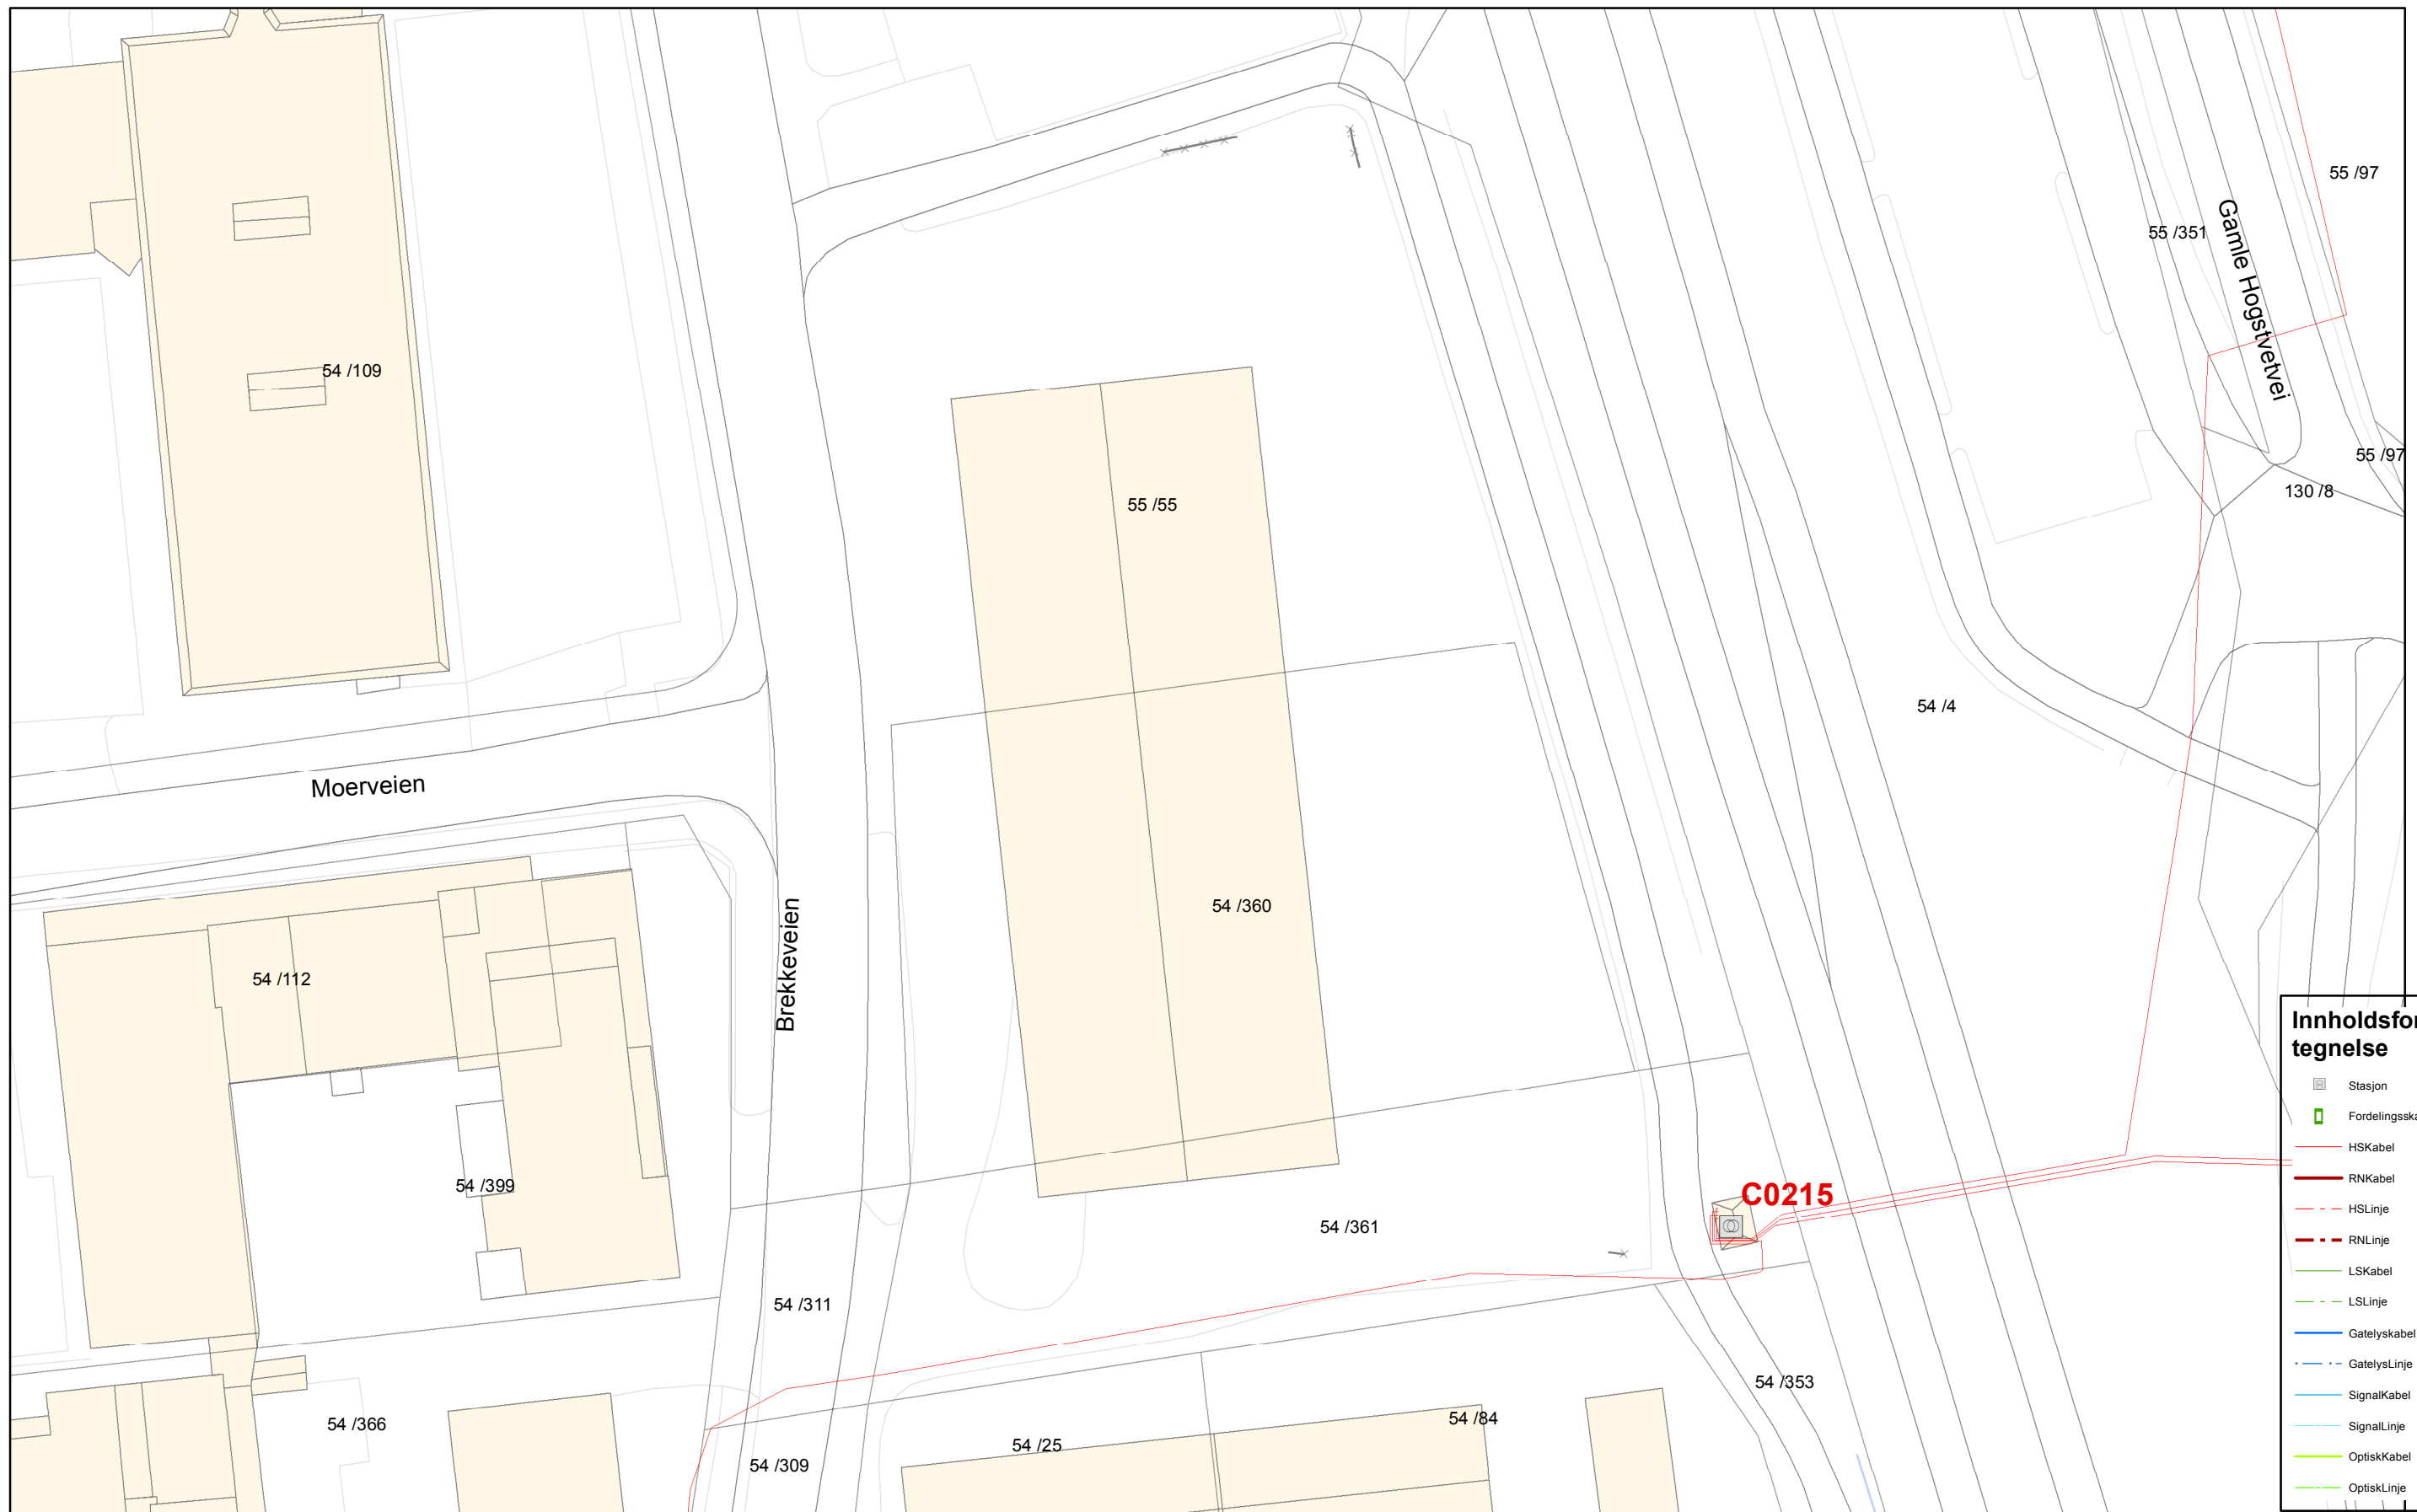 55 /97
Gamle Hogstvetvei
55 /351
54 /109
55 /97
130 /8
55 /55
54 /4
Moerveien
54 /360
Brekkeveien
54 /112
54 /399
C0215
54 /361
54 /311
54 /353
54 /366
54 /84
54 /25
54 /309
Innholdsfor
tegnelse
Stasjon
Fordelingsska
HSKabel
RNKabel
HSLinje
RNLinje
LSKabel
LSLinje
Gatelyskabel
GatelysLinje
SignalKabel
SignalLinje
OptiskKabel
OptiskLinje